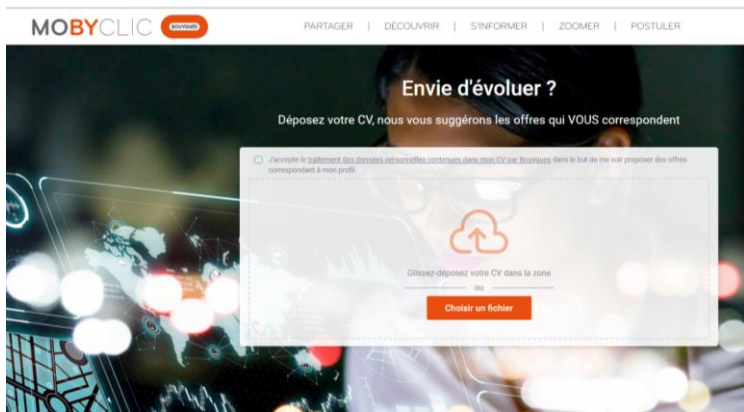 MOBYCLIC BOUYGUES
PARTAGER | DÉCOUVRIR | S'INFORMER | ZOOMER | POSTULER
Envie d'évoluer ?
Déposez votre CV, nous vous suggérons les offres qui VOUS correspondent
J'accepte le traitement des données personnelles contenues dans mon CV par Bouygues dans le but de me voir proposer des offres
correspondant à mon profil.
Glissez-déposez votre CV dans la zone
ou
Choisir un fichier